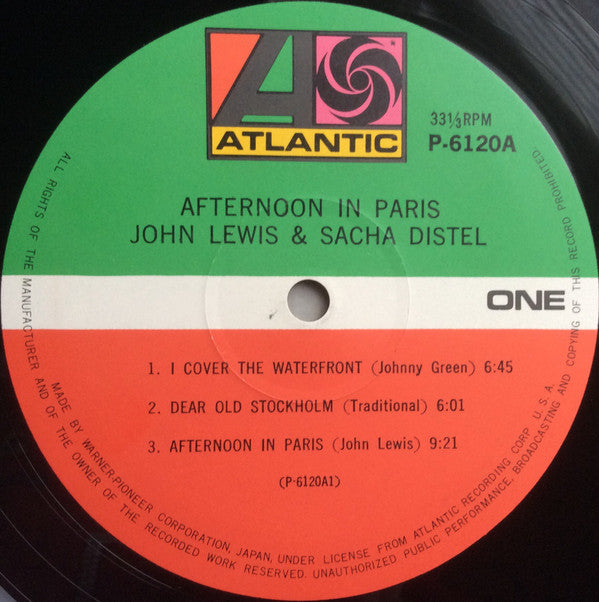 ATLANTIC
33⅓RPM
P-6120A
AFTERNOON IN PARIS
JOHN LEWIS & SACHA DISTEL
ONE
1. I COVER THE WATERFRONT (Johnny Green) 6:45
2. DEAR OLD STOCKHOLM (Traditional) 6:01
3. AFTERNOON IN PARIS (John Lewis) 9:21
(P-6120A1)
MADE BY WARNER-PIONEER CORPORATION, JAPAN, UNDER LICENSE FROM ATLANTIC RECORDING CORP. U.S.A.
ALL RIGHTS OF THE MANUFACTURER AND OF THE OWNER OF THE RECORDED WORK RESERVED. UNAUTHORIZED PUBLIC PERFORMANCE, BROADCASTING AND COPYING OF THIS RECORD PROHIBITED